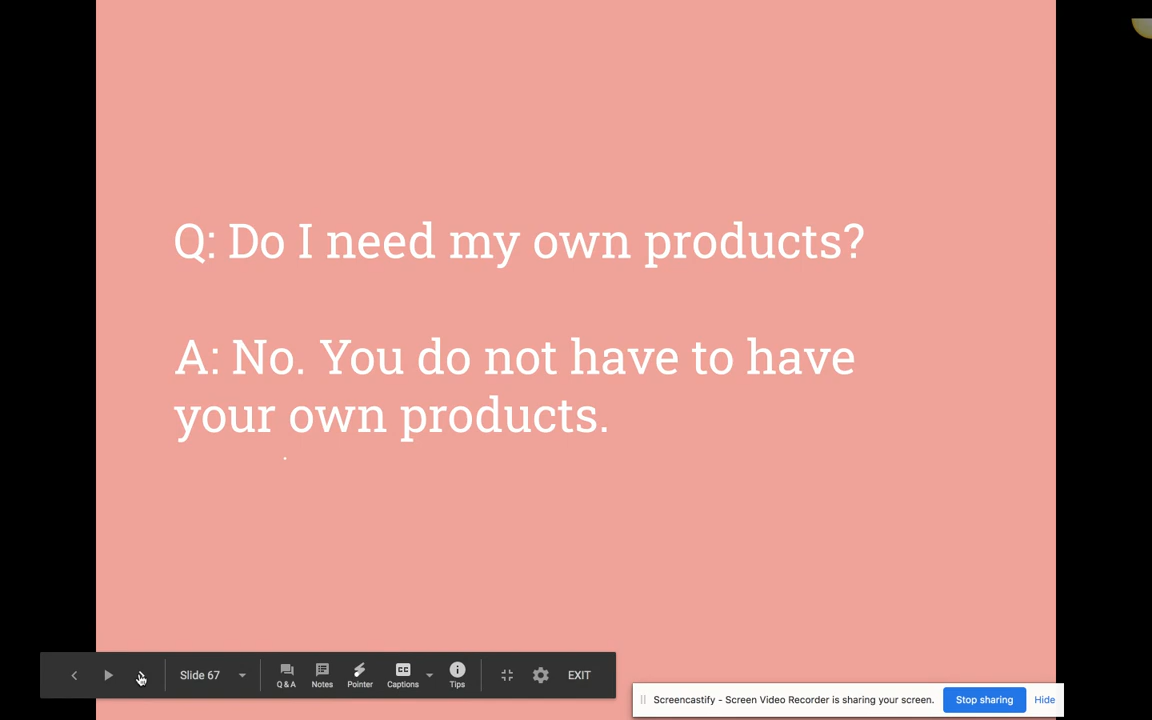 Q: Do I need my own products?
A: No. You do not have to have
your own products.
.
Slide 67
Q & A
Notes
CC
Pointer
Captions
Tips
EXIT
Screencastify - Screen Video Recorder is sharing your screen.
Stop sharing
Hide